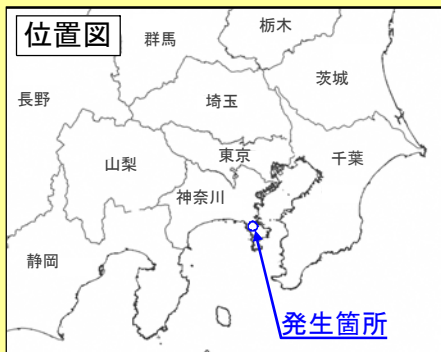 位置図
栃木
群馬
茨城
長野
埼玉
東京
千葉
山梨
神奈川
静岡
発生箇所